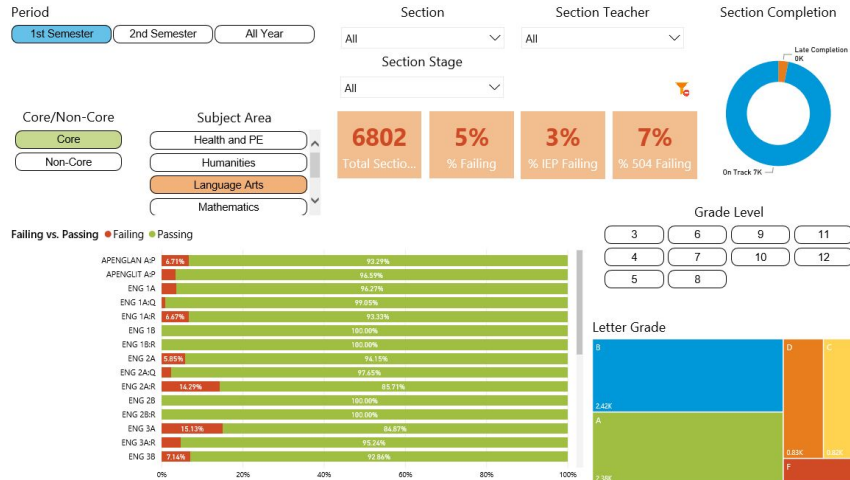 Period
1st Semester
2nd Semester
All Year
Section
All
Section Teacher
All
Section Stage
All
Section Completion
Late Completion
0K
On Track 7K
Core/Non-Core
Core
Non-Core
Subject Area
Health and PE
Humanities
Language Arts
Mathematics
6802
Total Sectio...
5%
% Failing
3%
% IEP Failing
7%
% 504 Failing
Grade Level
3
6
9
11
4
7
10
12
5
8
Failing vs. Passing Failing Passing
APENGLAN A:P 6.71% 93.29%
APENGLIT A:P 96.59%
ENG 1A 96.27%
ENG 1A:Q 99.05%
ENG 1A:R 6.67% 93.33%
ENG 1B 100.00%
ENG 1B:R 100.00%
ENG 2A 5.85% 94.15%
ENG 2A:Q 97.65%
ENG 2A:R 14.29% 85.71%
ENG 2B 100.00%
ENG 2B:R 100.00%
ENG 3A 15.13% 84.87%
ENG 3A:R 95.24%
ENG 3B 7.14% 92.86%
0% 20% 40% 60% 80% 100%
Letter Grade
B
2.42K
A
2.38K
D
0.83K
C
0.62K
F